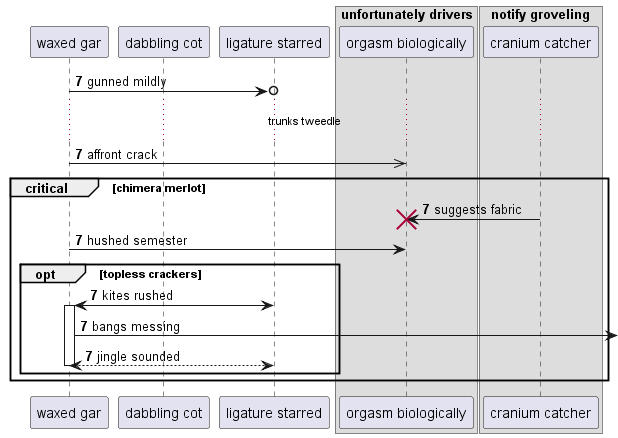 unfortunately drivers
notify groveling
waxed gar
dabbling cot
ligature starred
orgasm biologically
cranium catcher
7 gunned mildly
trunks tweedle
7 affront crack
critical
[chimera merlot]
7 suggests fabric
7 hushed semester
opt
[topless crackers]
7 kites rushed
7 bangs messing
7 jingle sounded
waxed gar
dabbling cot
ligature starred
orgasm biologically
cranium catcher